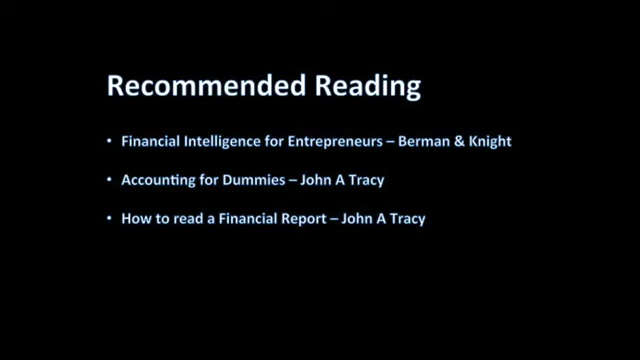 Recommended Reading
• Financial Intelligence for Entrepreneurs – Berman & Knight
• Accounting for Dummies – John A Tracy
• How to read a Financial Report – John A Tracy